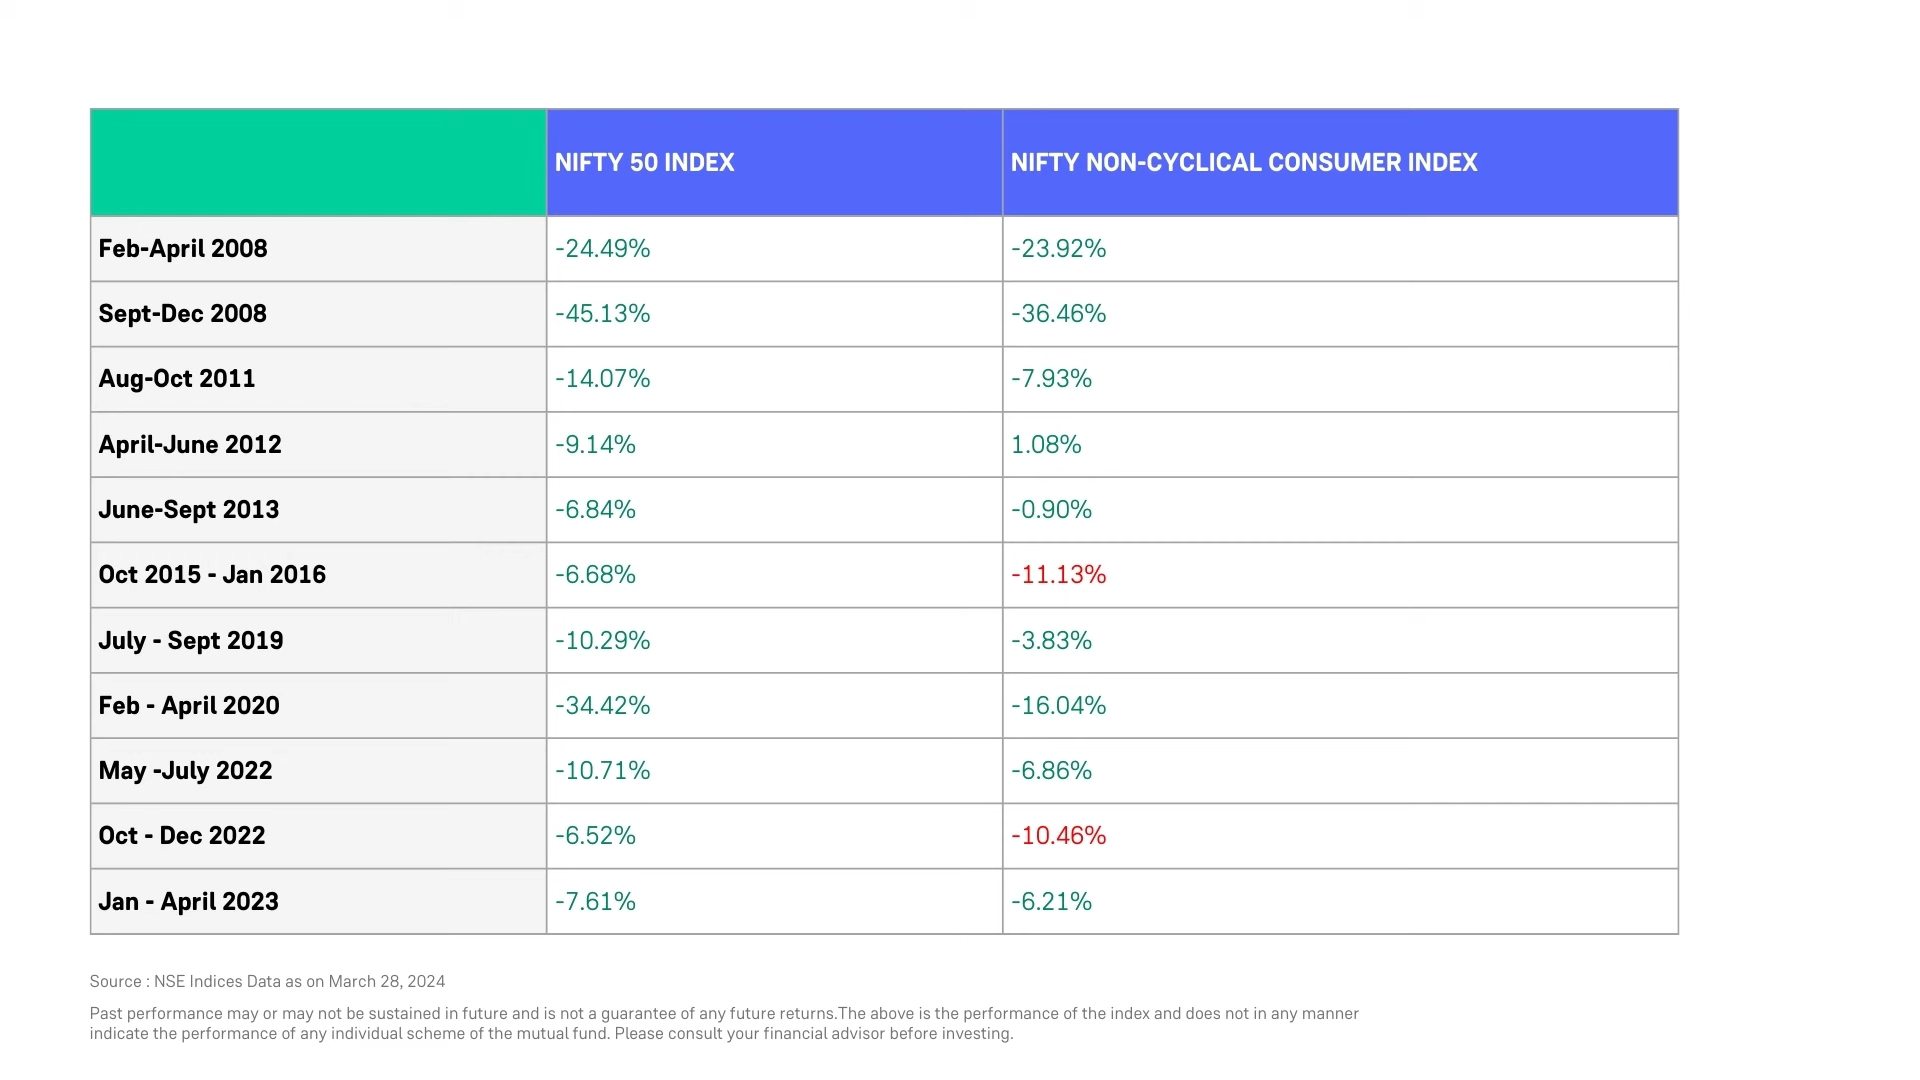 NIFTY 50 INDEX NIFTY NON-CYCLICAL CONSUMER INDEX
Feb-April 2008 -24.49% -23.92%
Sept-Dec 2008 -45.13% -36.46%
Aug-Oct 2011 -14.07% -7.93%
April-June 2012 -9.14% 1.08%
June-Sept 2013 -6.84% -0.90%
Oct 2015 - Jan 2016 -6.68% -11.13%
July - Sept 2019 -10.29% -3.83%
Feb - April 2020 -34.42% -16.04%
May -July 2022 -10.71% -6.86%
Oct - Dec 2022 -6.52% -10.46%
Jan - April 2023 -7.61% -6.21%
Source : NSE Indices Data as on March 28, 2024
Past performance may or may not be sustained in future and is not a guarantee of any future returns.The above is the performance of the index and does not in any manner
indicate the performance of any individual scheme of the mutual fund. Please consult your financial advisor before investing.